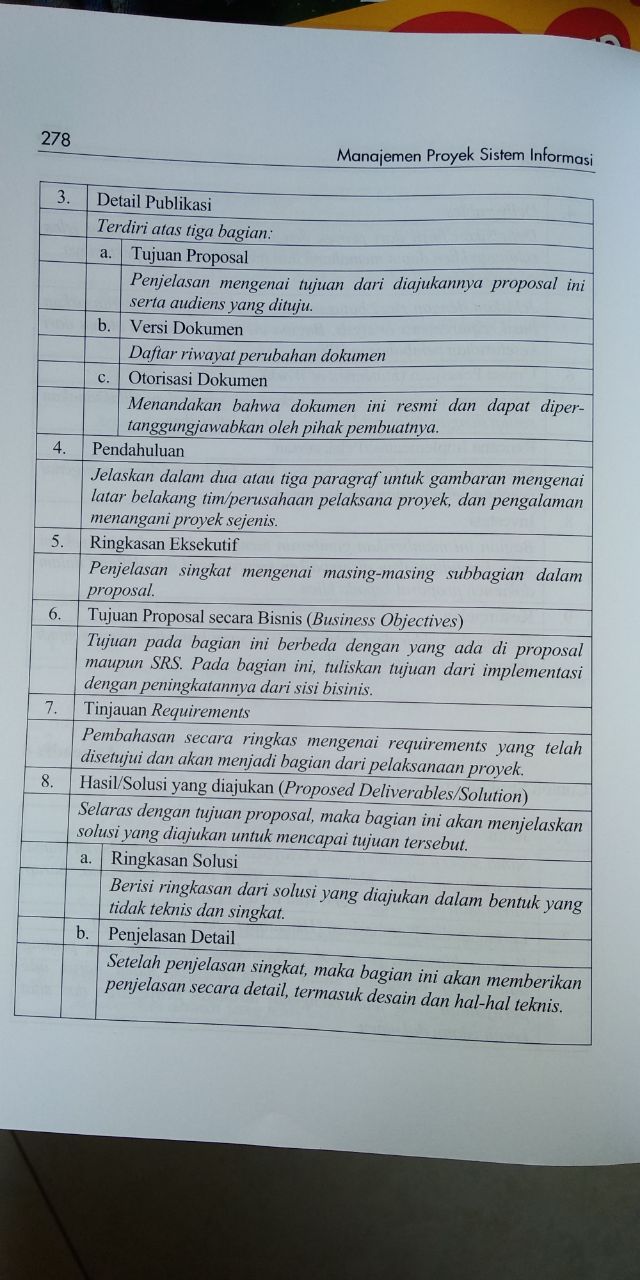 278
Manajemen Proyek Sistem Informasi
3. Detail Publikasi
Terdiri atas tiga bagian:
a. Tujuan Proposal
Penjelasan mengenai tujuan dari diajukannya proposal ini
serta audiens yang dituju.
b. Versi Dokumen
Daftar riwayat perubahan dokumen
c. Otorisasi Dokumen
Menandakan bahwa dokumen ini resmi dan dapat diper-
tanggungjawabkan oleh pihak pembuatnya.
4. Pendahuluan
Jelaskan dalam dua atau tiga paragraf untuk gambaran mengenai
latar belakang tim/perusahaan pelaksana proyek, dan pengalaman
menangani proyek sejenis.
5. Ringkasan Eksekutif
Penjelasan singkat mengenai masing-masing subbagian dalam
proposal.
6. Tujuan Proposal secara Bisnis (Business Objectives)
Tujuan pada bagian ini berbeda dengan yang ada di proposal
maupun SRS. Pada bagian ini, tuliskan tujuan dari implementasi
dengan peningkatannya dari sisi bisinis.
7. Tinjauan Requirements
Pembahasan secara ringkas mengenai requirements yang telah
disetujui dan akan menjadi bagian dari pelaksanaan proyek.
8. Hasil/Solusi yang diajukan (Proposed Deliverables/Solution)
Selaras dengan tujuan proposal, maka bagian ini akan menjelaskan
solusi yang diajukan untuk mencapai tujuan tersebut.
a. Ringkasan Solusi
Berisi ringkasan dari solusi yang diajukan dalam bentuk yang
tidak teknis dan singkat.
b. Penjelasan Detail
Setelah penjelasan singkat, maka bagian ini akan memberikan
penjelasan secara detail, termasuk desain dan hal-hal teknis.